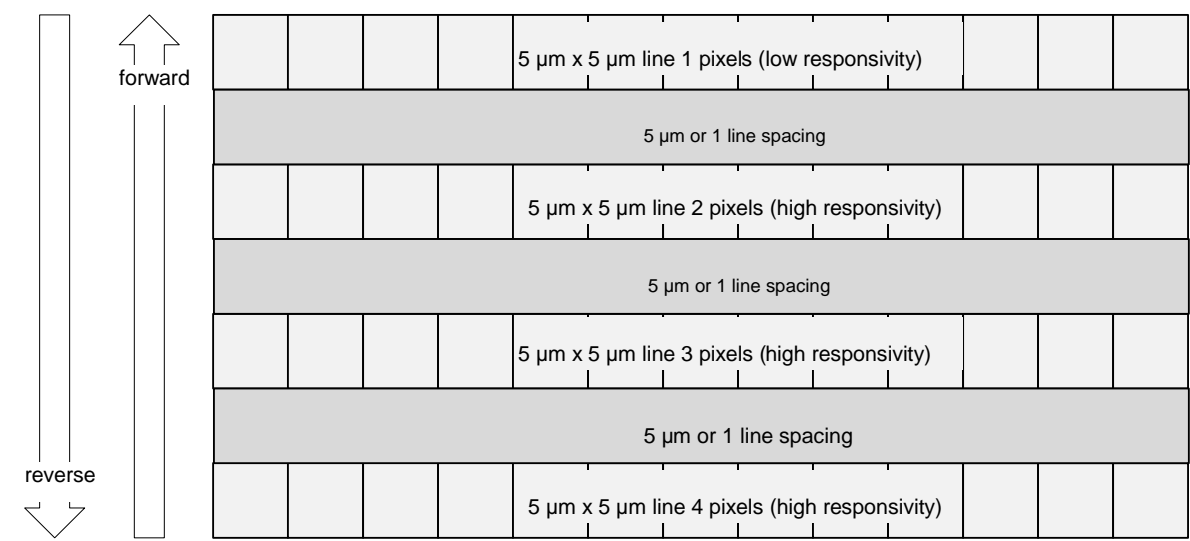 forward
reverse
5 µm x 5 µm line 1 pixels (low responsivity)
5 µm or 1 line spacing
5 µm x 5 µm line 2 pixels (high responsivity)
5 µm or 1 line spacing
5 µm x 5 µm line 3 pixels (high responsivity)
5 µm or 1 line spacing
5 µm x 5 µm line 4 pixels (high responsivity)